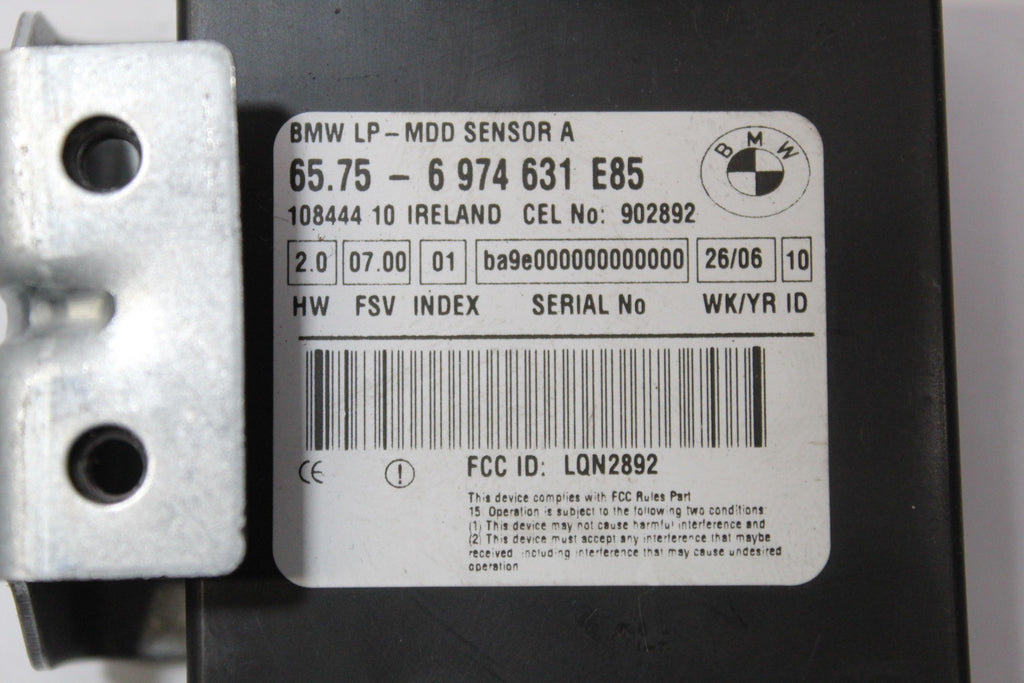 BMW LP-MDD SENSOR A
BMW
65.75 - 6 974 631 E85
108444 10 IRELAND CEL No: 902892
2.0 07.00 01 ba9e000000000000 26/06 10
HW FSV INDEX SERIAL No WK/YR ID
CE
FCC ID: LQN2892
This device complies with FCC Rules Part
15 Operation is subject to the following two conditions:
(1) This device may not cause harmful interference and
(2) This device must accept any interference that maybe
received including interference that may cause undesired
operation